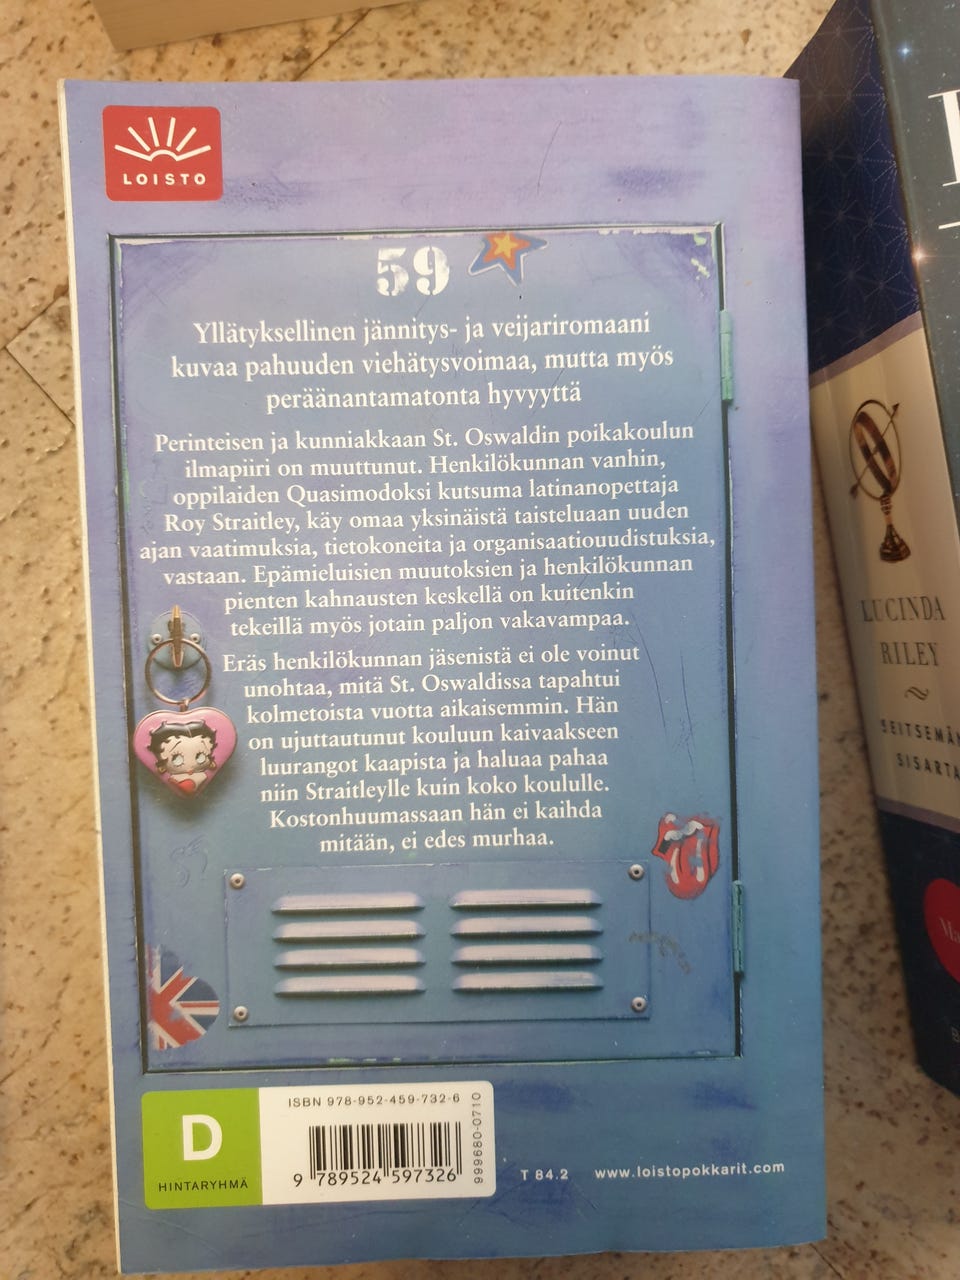 LOISTO
59
Yllätyksellinen jännitys- ja veijariromaani
kuvaa pahuuden viehätysvoimaa, mutta myös
peräänantamatonta hyvyyttä
Perinteisen ja kunniakkaan St. Oswaldin poikakoulun
ilmapiiri on muuttunut. Henkilökunnan vanhin,
oppilaiden Quasimodoksi kutsuma latinanopettaja
Roy Straitley, käy omaa yksinäistä taisteluaan uuden
ajan vaatimuksia, tietokoneita ja organisaatiouudistuksia,
vastaan. Epämieluisien muutoksien ja henkilökunnan
pienten kahnausten keskellä on kuitenkin
tekeillä myös jotain paljon vakavampaa.
Eräs henkilökunnan jäsenistä ei ole voinut
unohtaa, mitä St. Oswaldissa tapahtui
kolmetoista vuotta aikaisemmin. Hän
on ujuttautunut kouluun kaivaakseen
luurangot kaapista ja haluaa pahaa
niin Straitleylle kuin koko koululle.
Kostonhuumassaan hän ei kaihda
mitään, ei edes murhaa.
D
HINTARYHMÄ
ISBN 978-952-459-732-6
9 789524 597326
999680-0710
T 84.2
www.loistopokkarit.com
LUCINDA
RILEY
SEITSEMÄN
SISARTA